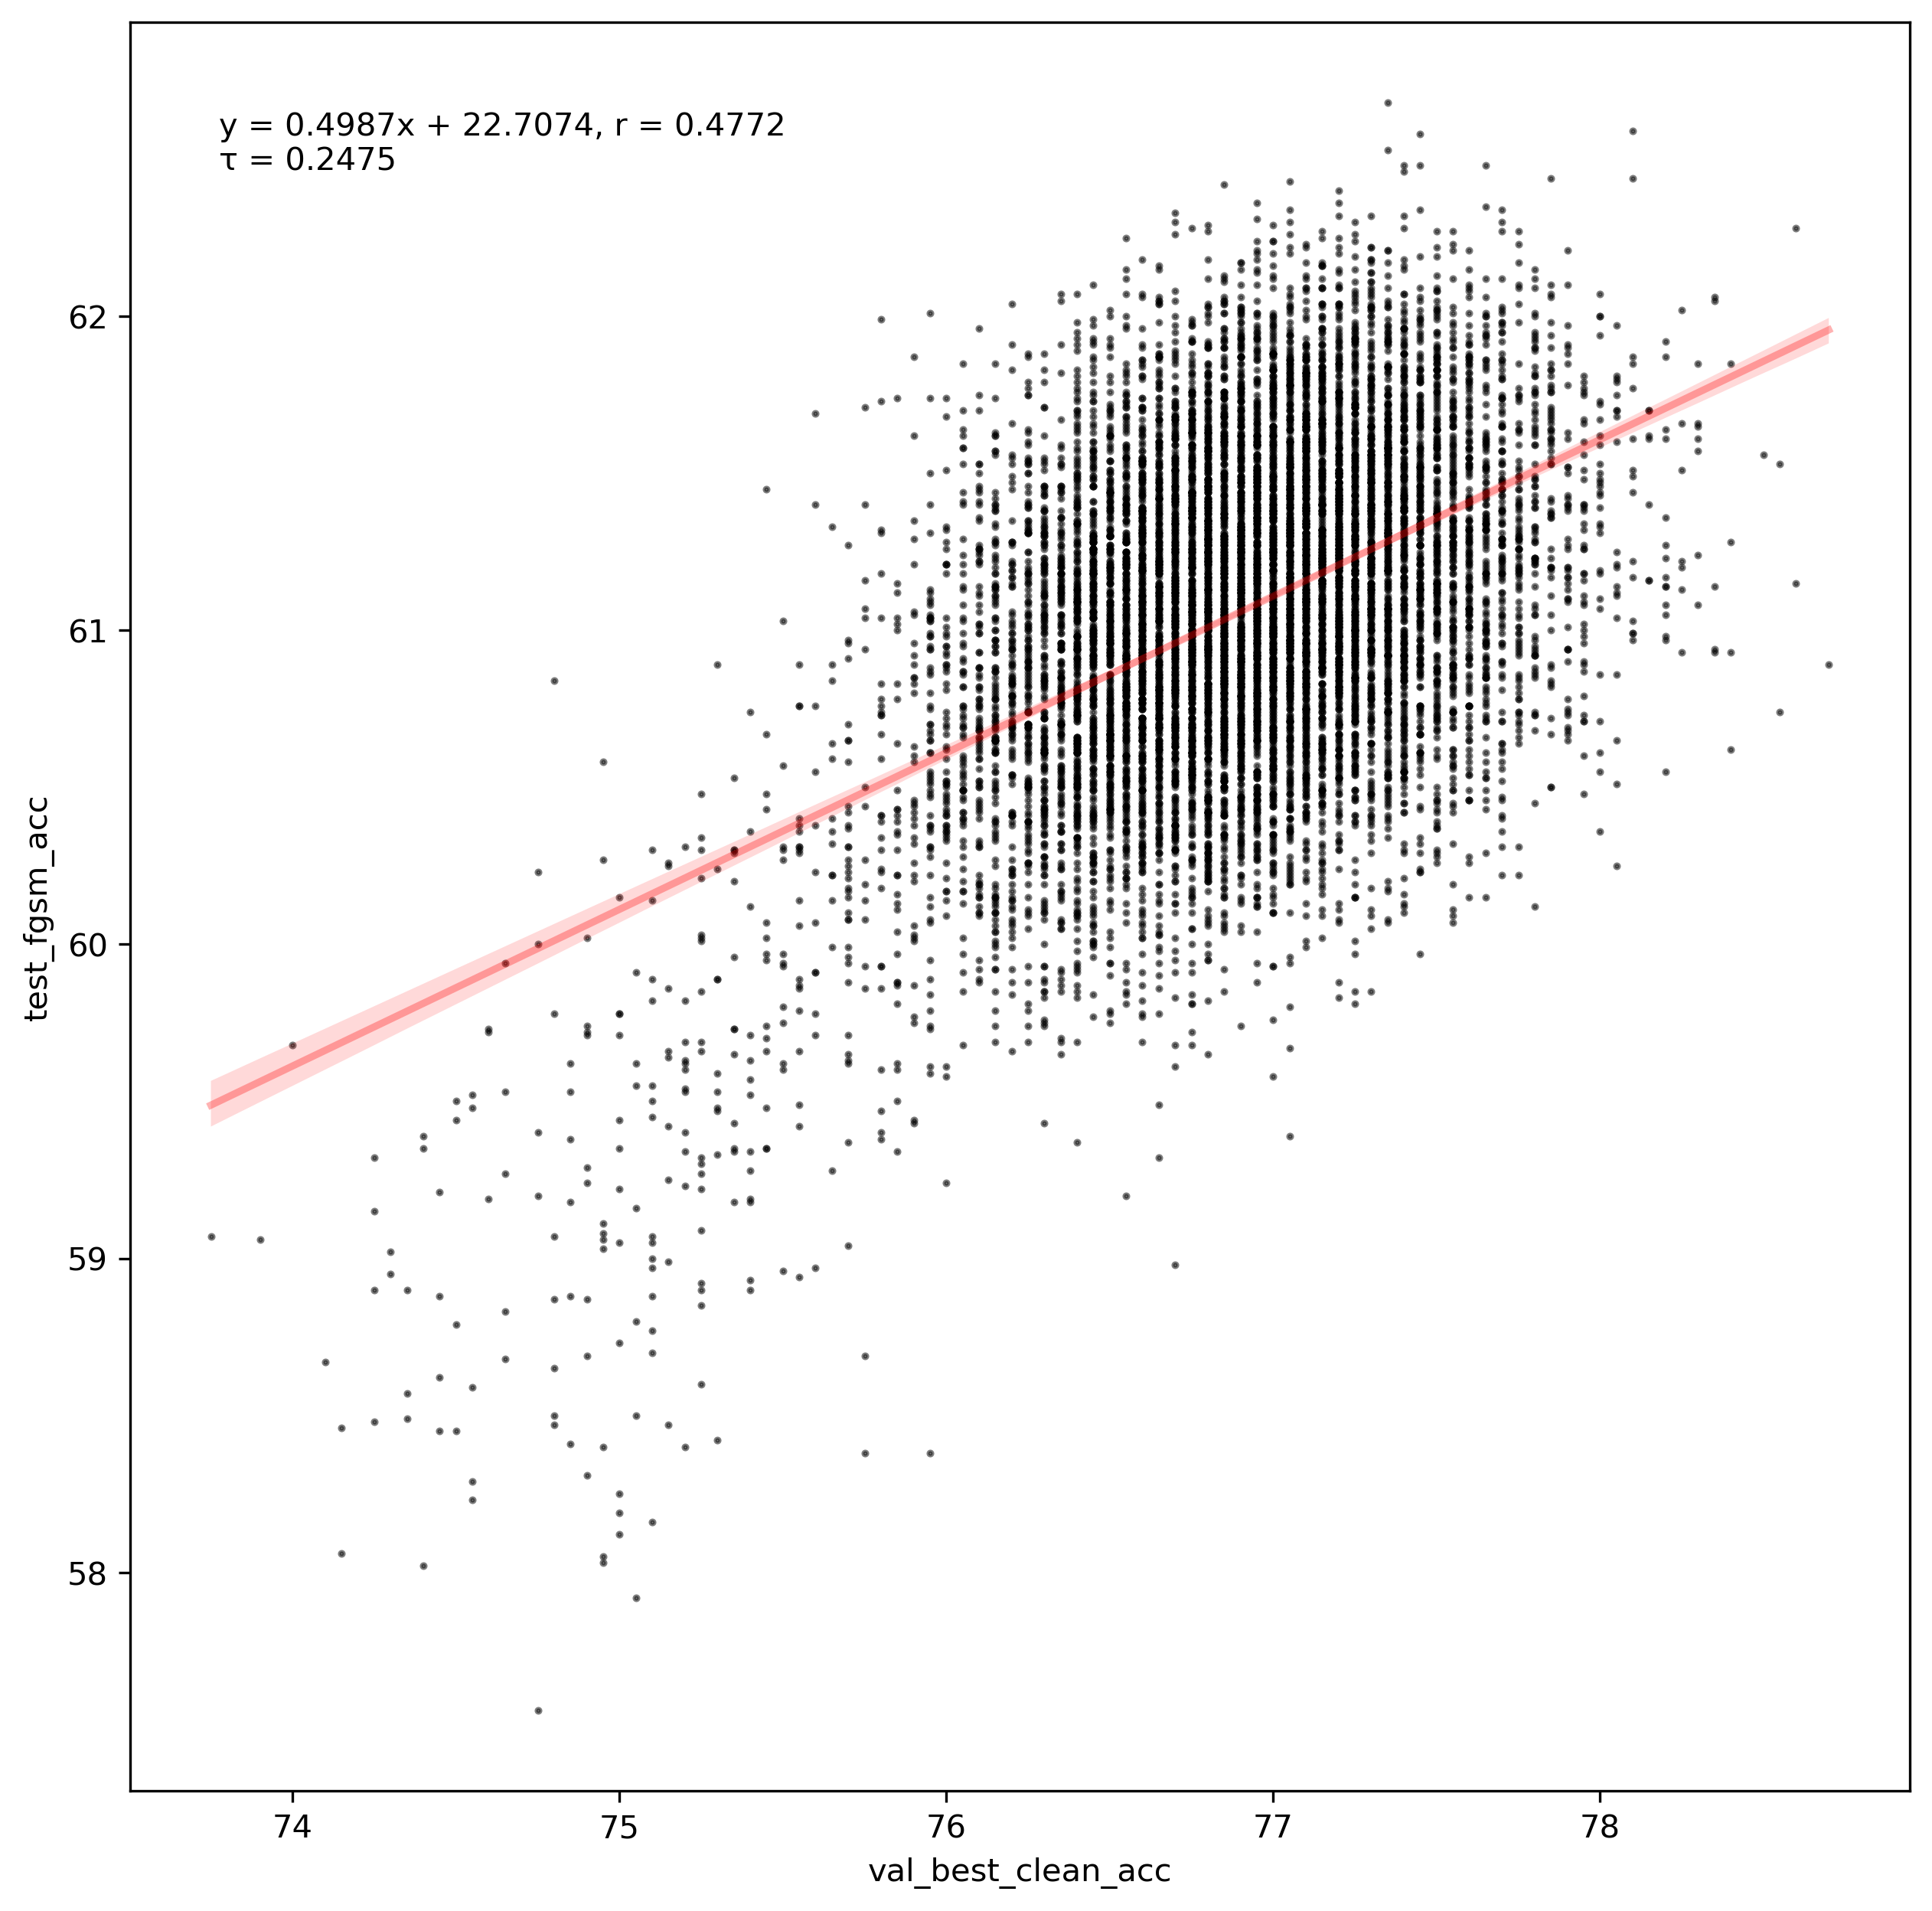 y = 0.4987x + 22.7074, r = 0.4772
τ = 0.2475
62
61
60
59
58
test_fgsm_acc
74 75 76 77 78
val_best_clean_acc